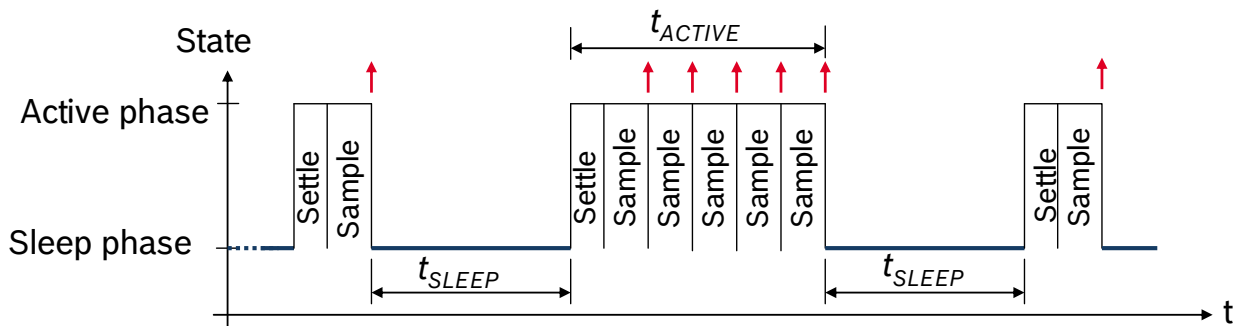 t_ACTIVE
State
Active phase
Settle
Sample
Settle
Sample
Sample
Sample
Sample
Sample
Settle
Sample
Sleep phase
t_SLEEP
t_SLEEP
t